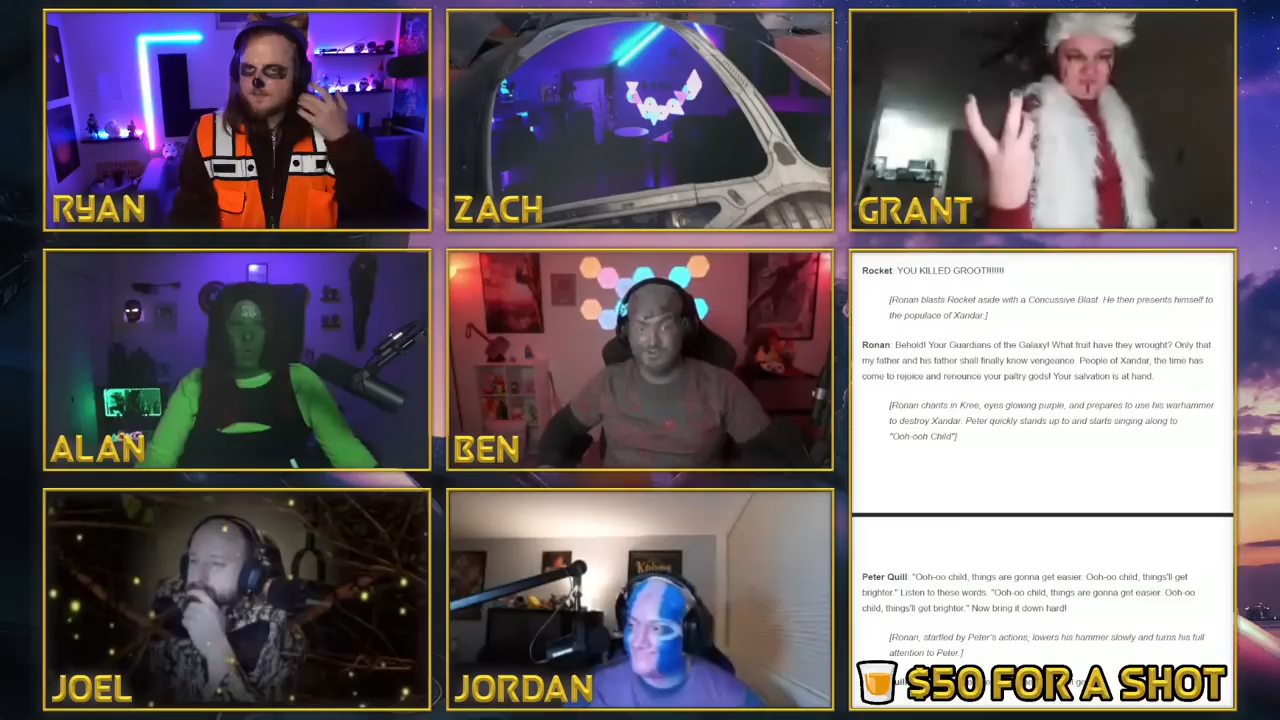 RYAN
ZACH
GRANT
ALAN
BEN
Rocket: YOU KILLED GROOT!!!!!!!
[Ronan blasts Rocket aside with a Concussive Blast. He then presents himself to
the populace of Xandar.]
Ronan: Behold! Your Guardians of the Galaxy! What fruit have they wrought? Only that
my father and his father shall finally know vengeance. People of Xandar, the time has
come to rejoice and renounce your paltry gods! Your salvation is at hand.
[Ronan chants in Kree, eyes glowing purple, and prepares to use his warhammer
to destroy Xandar. Peter quickly stands up to and starts singing along to
"Ooh-ooh Child"]
JOEL
JORDAN
Peter Quill: "Ooh-oo child, things are gonna get easier. Ooh-oo child, things'll get
brighter." Listen to these words. "Ooh-oo child, things are gonna get easier. Ooh-oo
child, things'll get brighter." Now bring it down hard!
[Ronan, startled by Peter's actions, lowers his hammer slowly and turns his full
attention to Peter.]
$50 FOR A SHOT